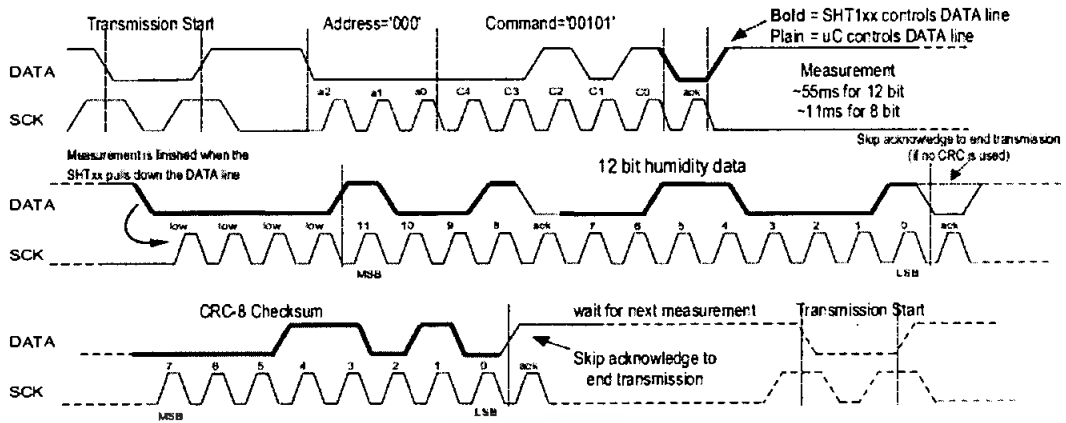 Transmission Start Address='000' Command='00101'
Bold = SHT1xx controls DATA line
Plain = uC controls DATA line
DATA
a2 a1 a0 C4 C3 C2 C1 C0 ack
SCK
Measurement
~55ms for 12 bit
~11ms for 8 bit
Measurement is finished when the
SHTxx pulls down the DATA line
12 bit humidity data
Skip acknowledge to end transmission
(if no CRC is used)
DATA
low low low low 11 10 9 8 ack 7 6 5 4 3 2 1 0 ack
SCK
MSB LSB
CRC-8 Checksum wait for next measurement Transmission Start
DATA
Skip acknowledge to
end transmission
7 6 5 4 3 2 1 0 ack
SCK
MSB LSB